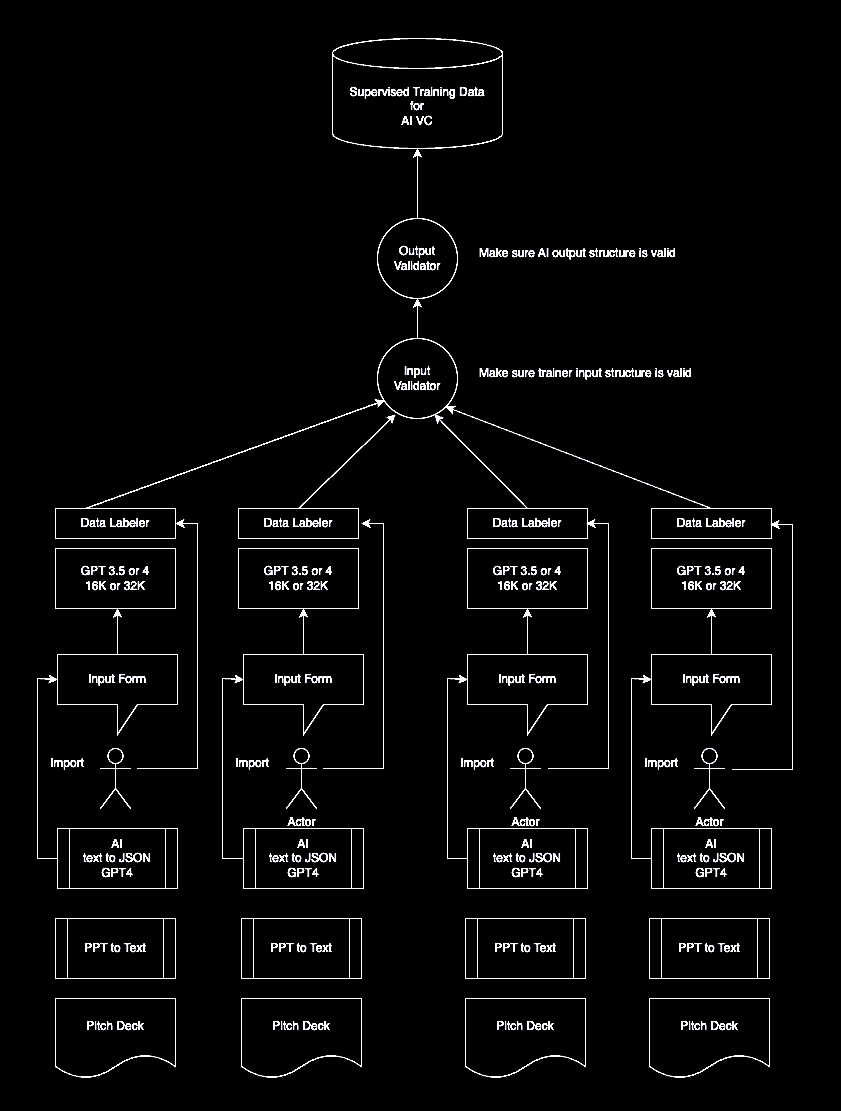 Supervised Training Data
for
AI VC
Output
Validator
Make sure AI output structure is valid
Input
Validator
Make sure trainer input structure is valid
Data Labeler
Data Labeler
Data Labeler
Data Labeler
GPT 3.5 or 4
16K or 32K
GPT 3.5 or 4
16K or 32K
GPT 3.5 or 4
16K or 32K
GPT 3.5 or 4
16K or 32K
Input Form
Input Form
Input Form
Input Form
Import
Import
Import
Import
Actor
Actor
Actor
AI
text to JSON
GPT4
AI
text to JSON
GPT4
AI
text to JSON
GPT4
AI
text to JSON
GPT4
PPT to Text
PPT to Text
PPT to Text
PPT to Text
Pitch Deck
Pitch Deck
Pitch Deck
Pitch Deck